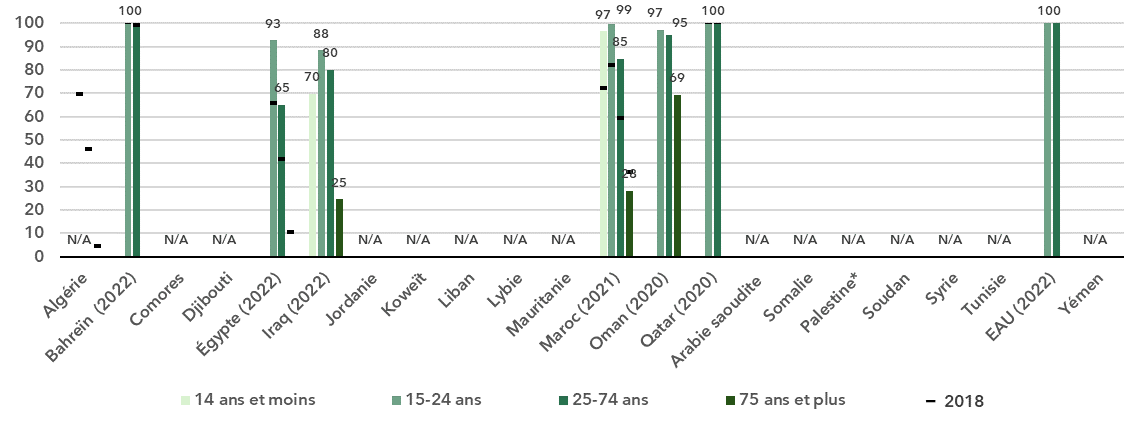 100
99
97
97
95
100
100
93
88
80
85
70
65
69
25
28
100
90
80
70
60
50
40
30
20
10
0
N/A N/A N/A N/A N/A N/A N/A N/A N/A N/A N/A N/A N/A N/A N/A
Algérie
Bahreïn (2022)
Comores
Djibouti
Égypte (2022)
Iraq (2022)
Jordanie
Koweït
Liban
Lybie
Mauritanie
Maroc (2021)
Oman (2020)
Qatar (2020)
Arabie saoudite
Somalie
Palestine*
Soudan
Syrie
Tunisie
EAU (2022)
Yémen
14 ans et moins 15-24 ans 25-74 ans 75 ans et plus 2018